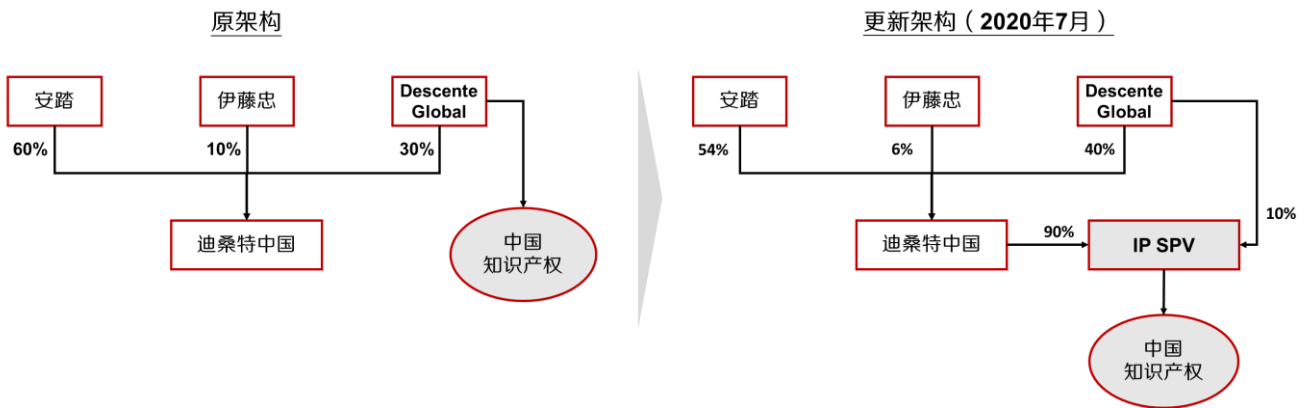 原架构
安踏
伊藤忠
Descente
Global
60%
10%
30%
迪桑特中国
中国
知识产权
更新架构（2020年7月）
安踏
伊藤忠
Descente
Global
54%
6%
40%
10%
迪桑特中国
90%
IP SPV
中国
知识产权